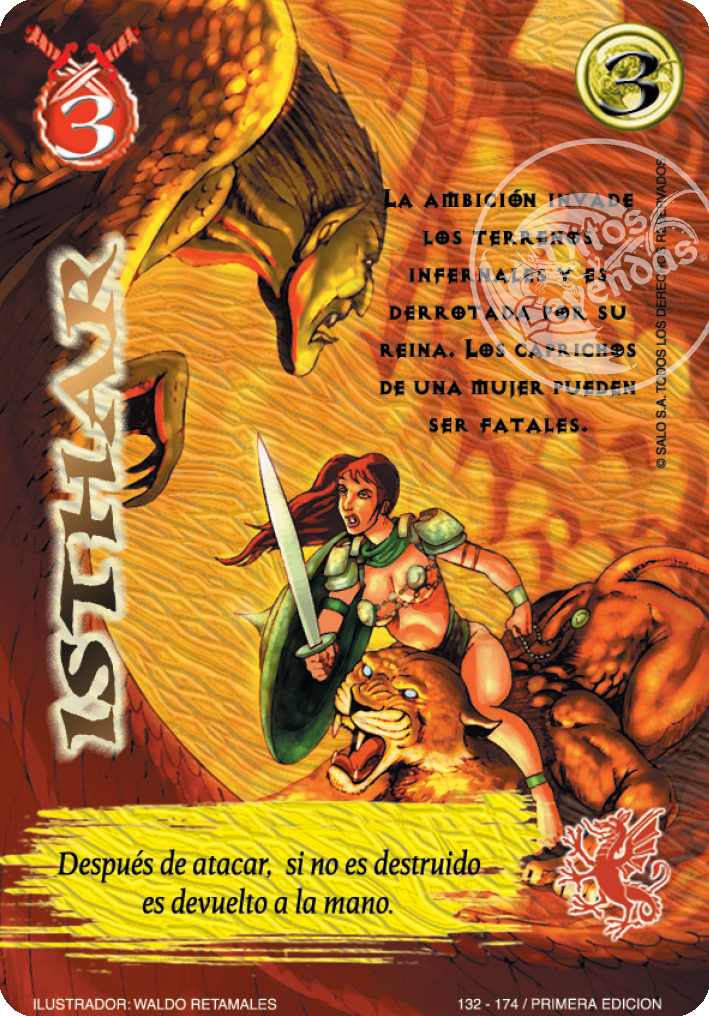 3
3
LA AMBICIÓN INVADE
LOS TERRENOS
INFERNALES Y ES
DERROTADA POR SU
REINA. LOS CAPRICHOS
DE UNA MUJER PUEDEN
SER FATALES.
Mitos
Leyendas
© SALO S.A. TODOS LOS DERECHOS RESERVADOS
ISTHAR
Después de atacar, si no es destruido
es devuelto a la mano.
ILUSTRADOR: WALDO RETAMALES
132 - 174 / PRIMERA EDICION